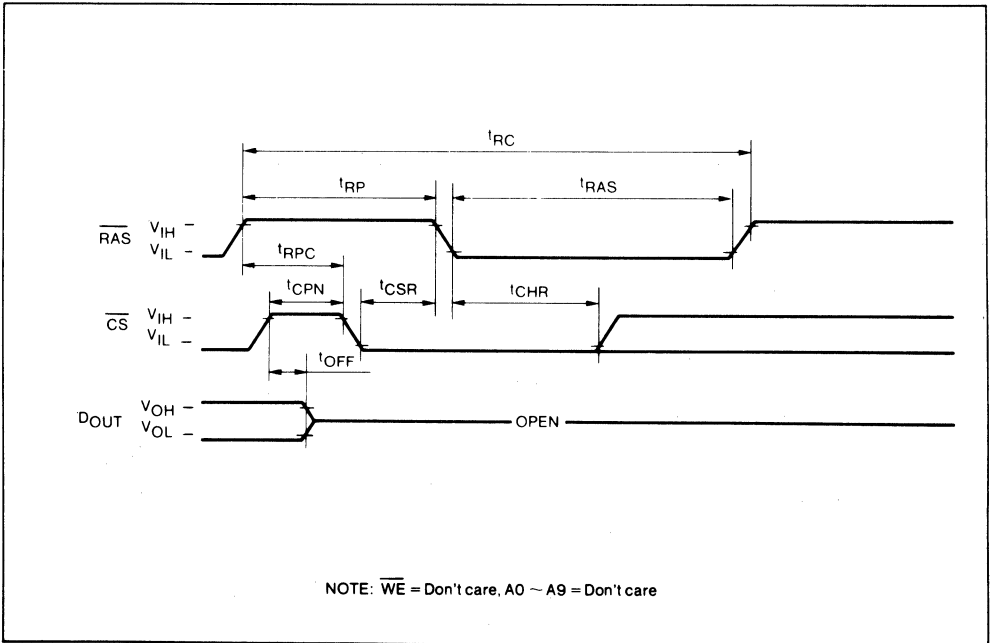 tRC
tRP tRAS
RAS VIH –
VIL –
tRPC
tCPN tCSR tCHR
CS VIH –
VIL –
tOFF
DOUT VOH –
VOL –
OPEN
NOTE: WE = Don't care, A0 ~ A9 = Don't care